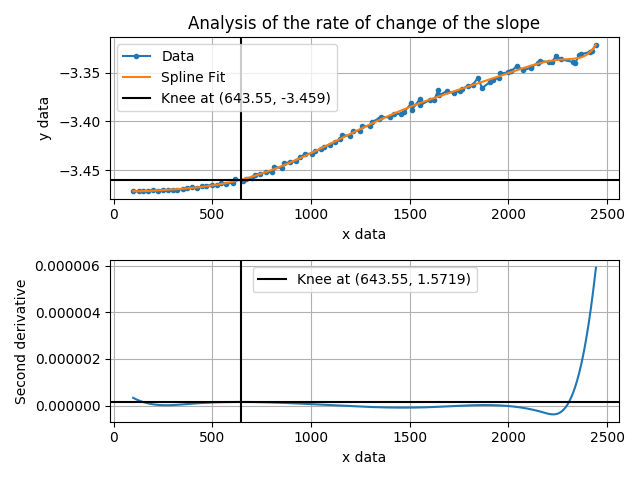 Analysis of the rate of change of the slope
Data
Spline Fit
Knee at (643.55, -3.459)
y data
−3.35
−3.40
−3.45
0
500
1000
1500
2000
2500
x data
Knee at (643.55, 1.5719)
Second derivative
0.000006
0.000004
0.000002
0.000000
0
500
1000
1500
2000
2500
x data